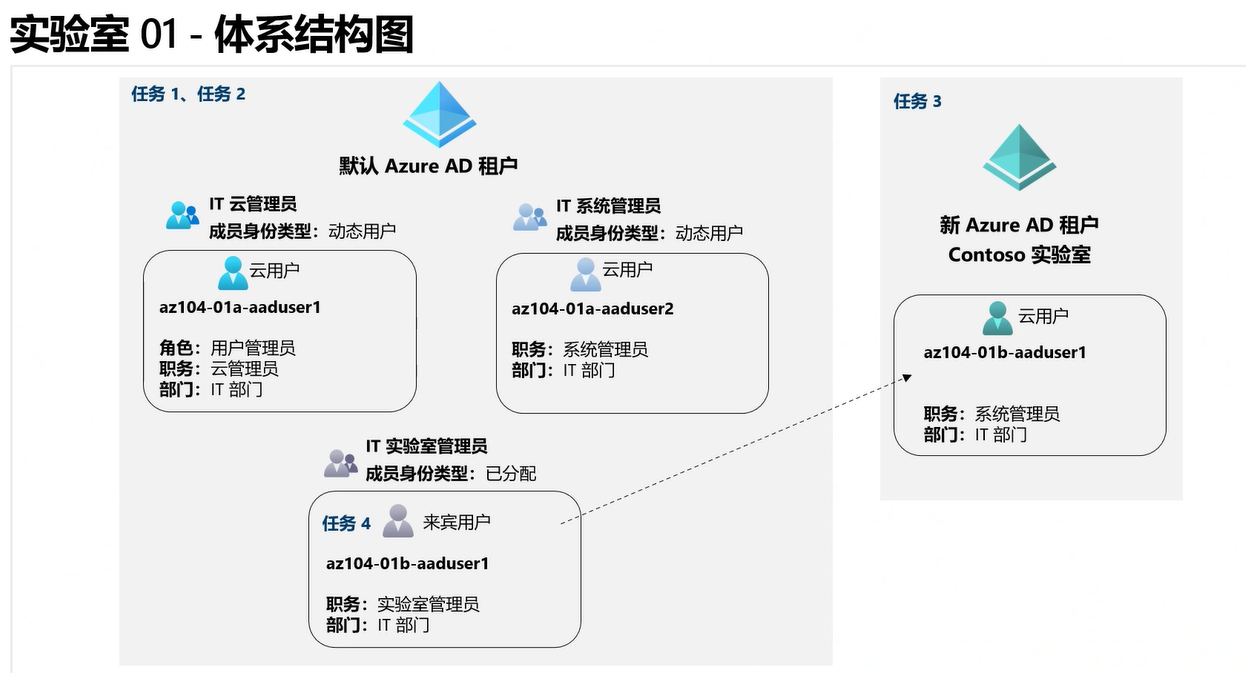 实验室 01 - 体系结构图
任务 1、任务 2
默认 Azure AD 租户
IT 云管理员
成员身份类型：动态用户
云用户
az104-01a-aaduser1
角色：用户管理员
职务：云管理员
部门：IT 部门
IT 系统管理员
成员身份类型：动态用户
云用户
az104-01a-aaduser2
职务：系统管理员
部门：IT 部门
IT 实验室管理员
成员身份类型：已分配
任务 4
来宾用户
az104-01b-aaduser1
职务：实验室管理员
部门：IT 部门
任务 3
新 Azure AD 租户
Contoso 实验室
云用户
az104-01b-aaduser1
职务：系统管理员
部门：IT 部门